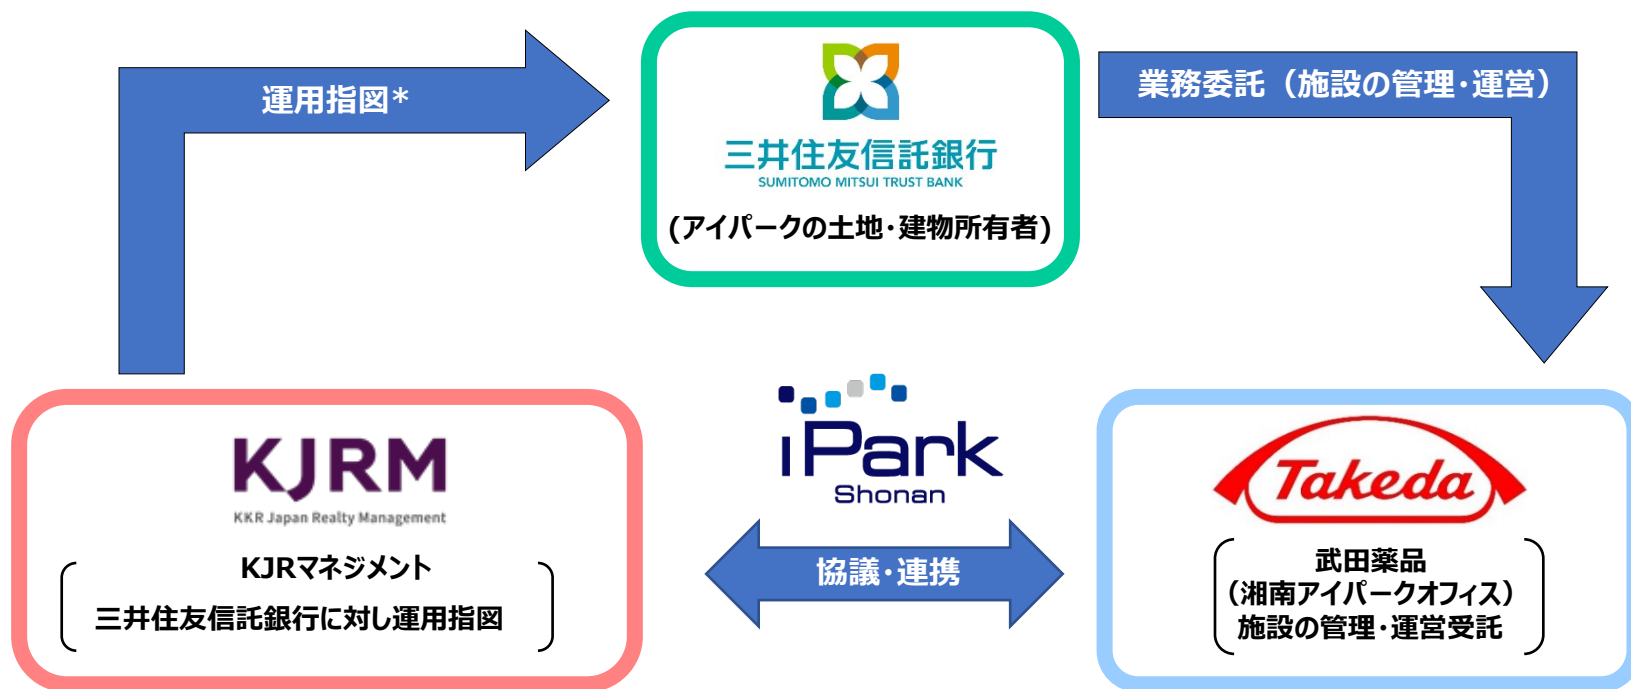 運用指図*
三井住友信託銀行
SUMITOMO MITSUI TRUST BANK
(アイパークの土地・建物所有者)
業務委託（施設の管理・運営）
KJRM
KKR Japan Realty Management
KJRマネジメント
三井住友信託銀行に対し運用指図
iPark
Shonan
協議・連携
Takeda
武田薬品
（湘南アイパークオフィス）
施設の管理・運営受託